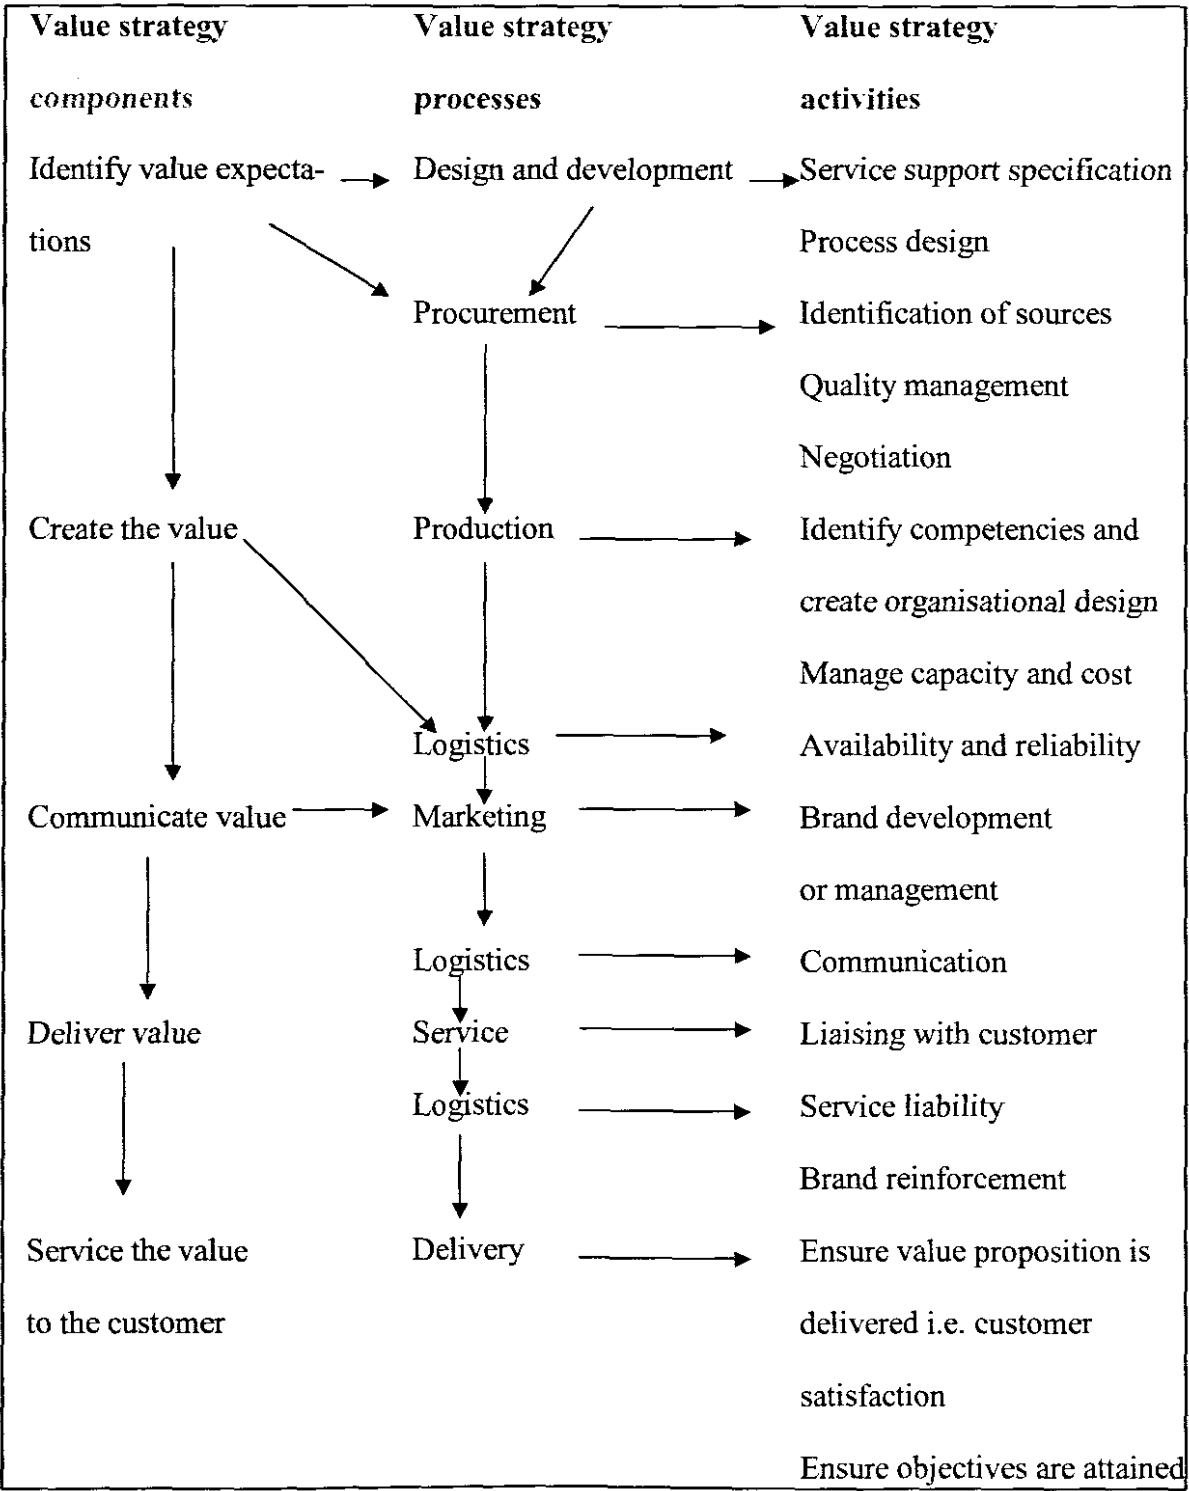 Value strategy Value strategy Value strategy
components processes activities
Identify value expecta- Design and development Service support specification
tions Process design
Procurement Identification of sources
Quality management
Negotiation
Create the value Production Identify competencies and
create organisational design
Manage capacity and cost
Logistics Availability and reliability
Communicate value Marketing Brand development
or management
Logistics Communication
Deliver value Service Liaising with customer
Logistics Service liability
Brand reinforcement
Service the value Delivery Ensure value proposition is
to the customer delivered i.e. customer
satisfaction
Ensure objectives are attained